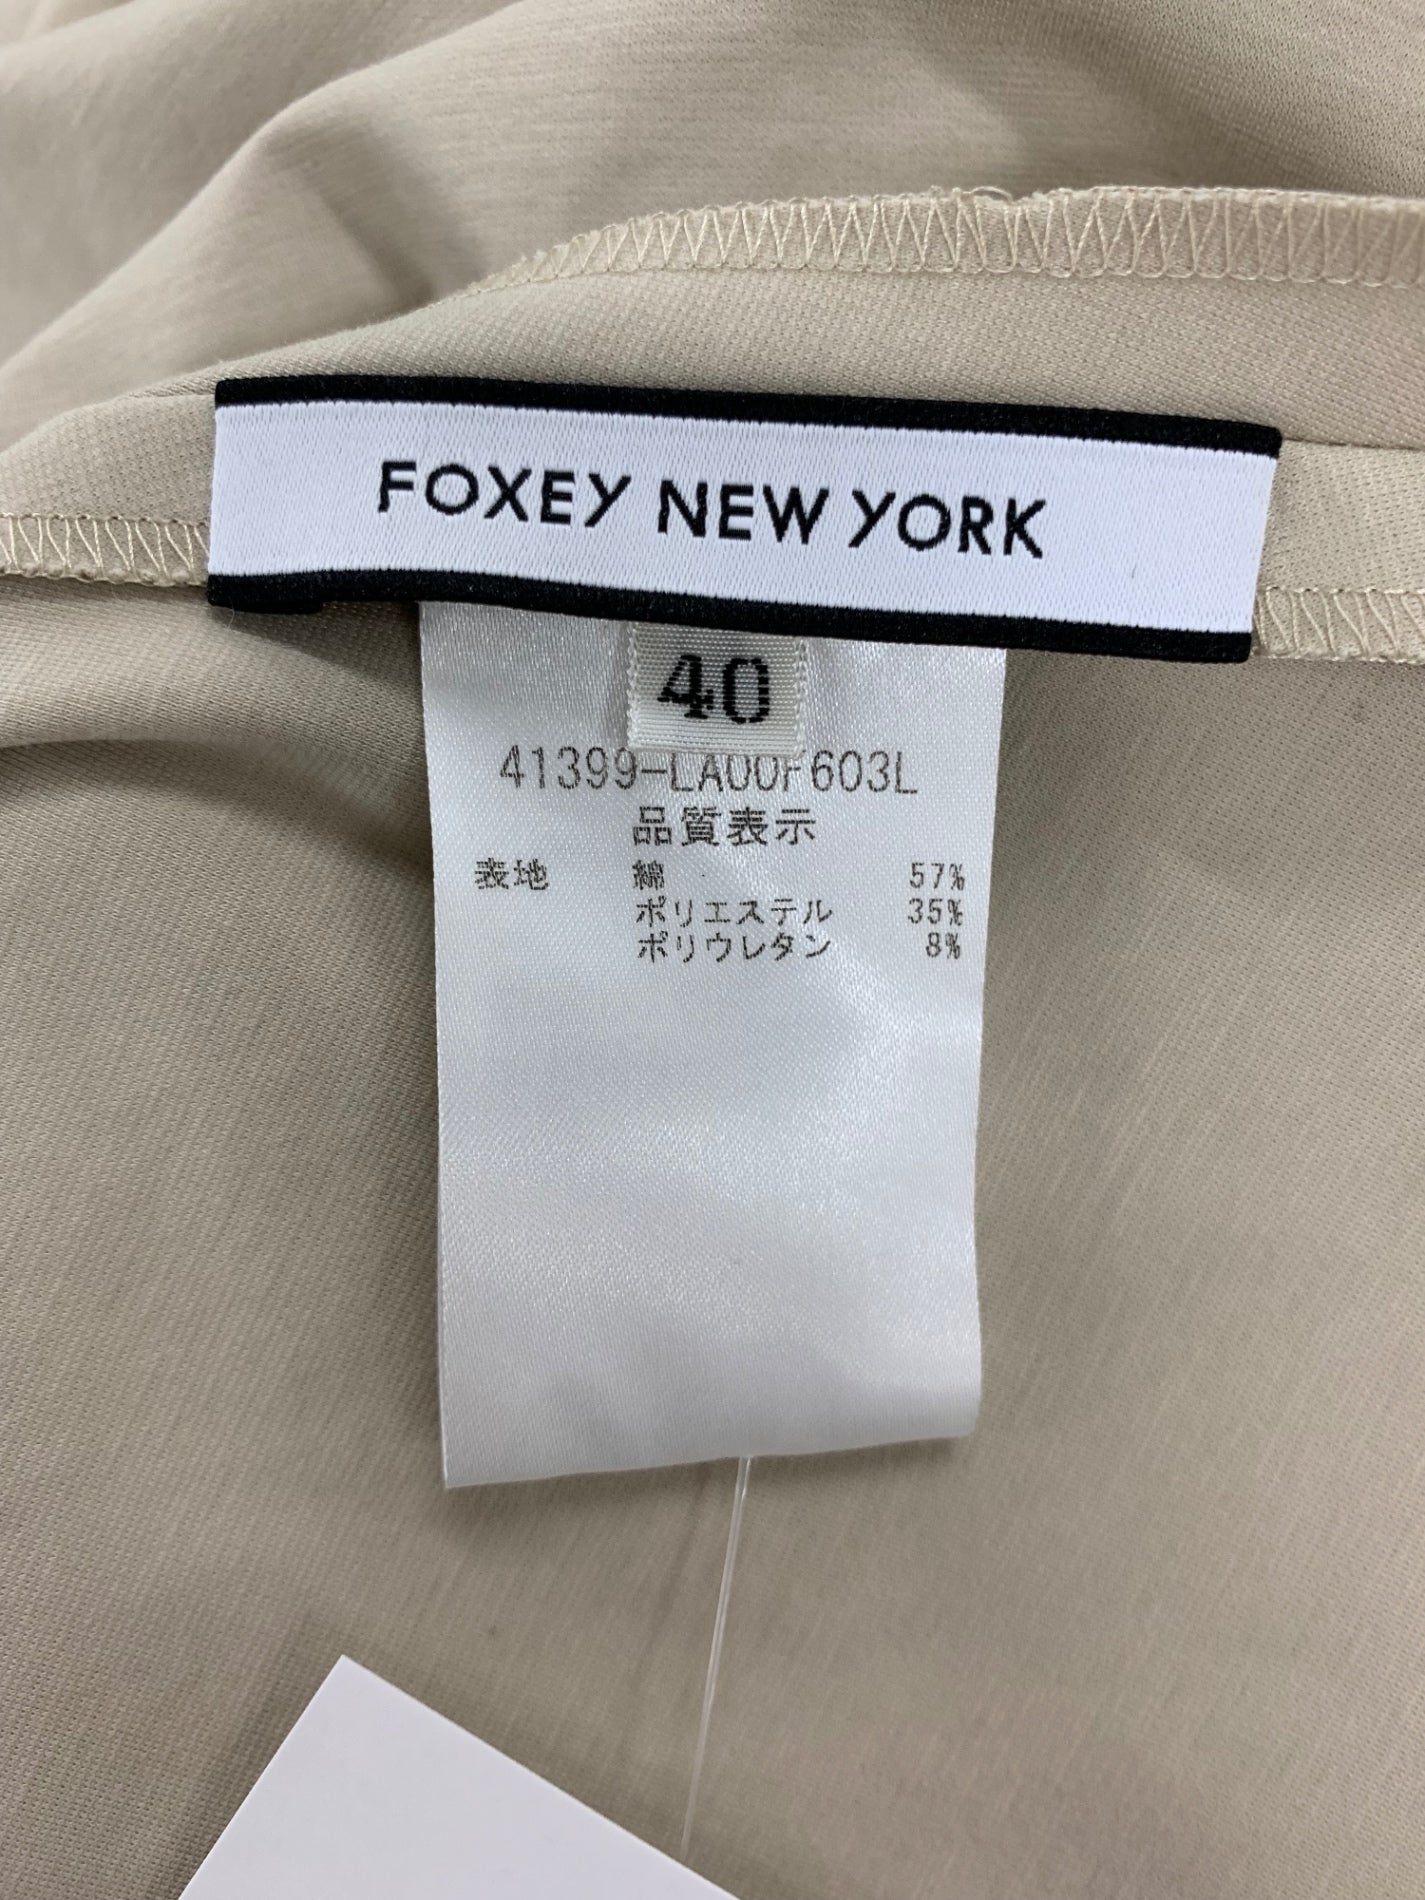 FOXEY NEW YORK
40
41399-LA00F603L
品質表示
表地 綿 57%
ポリエステル 35%
ポリウレタン 8%